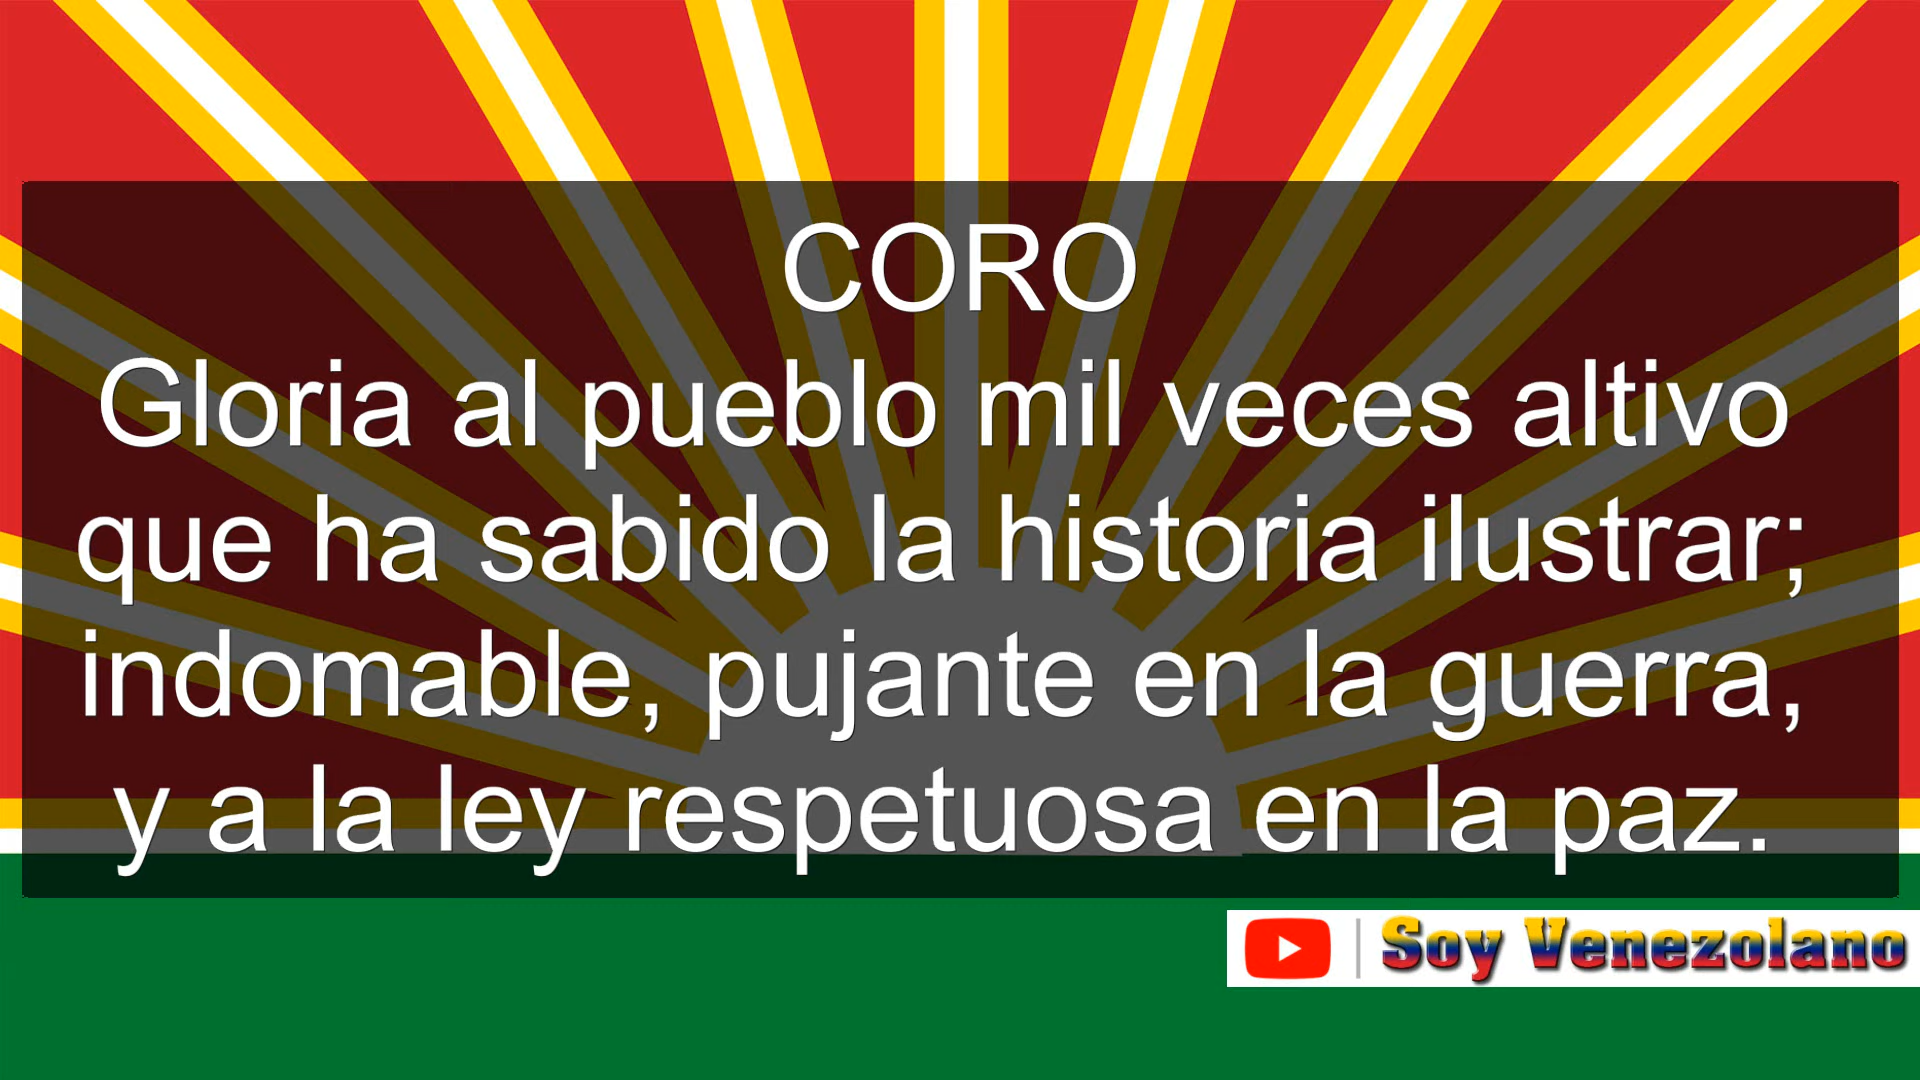 CORO
Gloria al pueblo mil veces altivo
que ha sabido la historia ilustrar;
indomable, pujante en la guerra,
y a la ley respetuosa en la paz.
Soy Venezolano